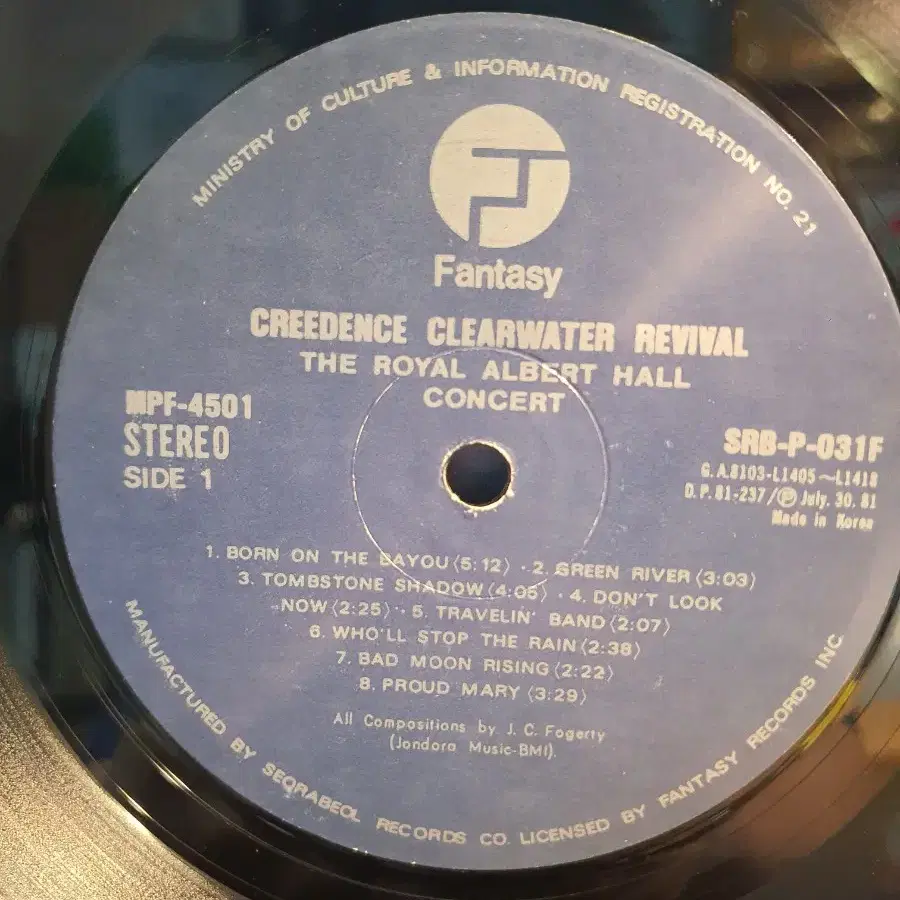 MINISTRY OF CULTURE & INFORMATION REGISTRATION NO. 21
Fantasy
CREEDENCE CLEARWATER REVIVAL
THE ROYAL ALBERT HALL
CONCERT
MPF-4501
STEREO
SIDE 1
SRB-P-031F
G.A.8103-L1405~L1418
D.P.81-237/Ⓟ July. 30. 81
Made in Korea
1. BORN ON THE BAYOU (5:12) · 2. GREEN RIVER (3:03)
3. TOMBSTONE SHADOW (4:05) · 4. DON'T LOOK
NOW (2:25) · 5. TRAVELIN' BAND (2:07)
6. WHO'LL STOP THE RAIN (2:38)
7. BAD MOON RISING (2:22)
8. PROUD MARY (3:29)
All Compositions by J. C. Fogerty
(Jondora Music-BMI).
MANUFACTURED BY SEQRABEOL RECORDS CO. LICENSED BY FANTASY RECORDS INC.